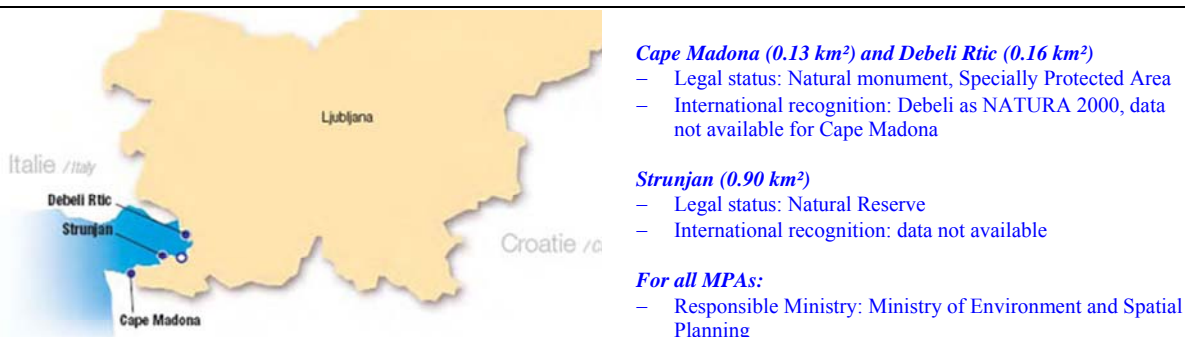 Ljubljana
Italie / Italy
Debeli Rtic
Strunjan
Croatie /
Cape Madona
Cape Madona (0.13 km²) and Debeli Rtic (0.16 km²)
− Legal status: Natural monument, Specially Protected Area
− International recognition: Debeli as NATURA 2000, data
not available for Cape Madona
Strunjan (0.90 km²)
− Legal status: Natural Reserve
− International recognition: data not available
For all MPAs:
− Responsible Ministry: Ministry of Environment and Spatial
Planning